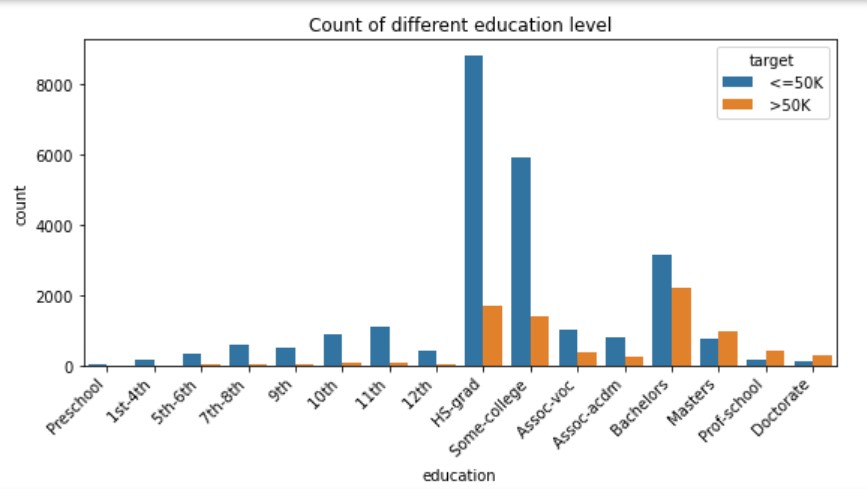 Count of different education level
target
<=50K
>50K
8000
6000
4000
2000
0
count
Preschool
1st-4th
5th-6th
7th-8th
9th
10th
11th
12th
HS-grad
Some-college
Assoc-voc
Assoc-acdm
Bachelors
Masters
Prof-school
Doctorate
education